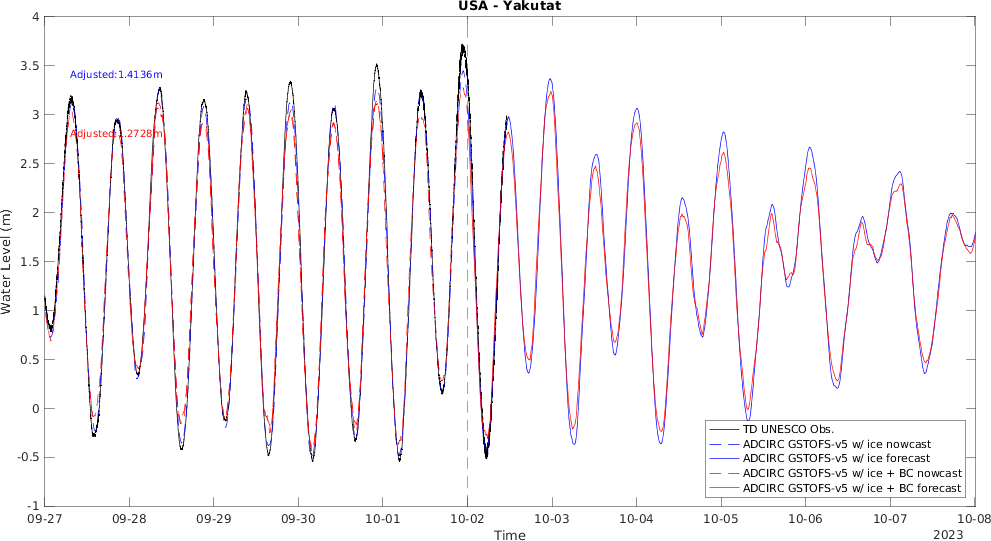 USA - Yakutat
4
3.5
3
2.5
2
1.5
1
0.5
0
-0.5
-1
Water Level (m)
Adjusted:1.4136m
Adjusted:1.2728m
TD UNESCO Obs.
ADCIRC GSTOFS-v5 w/ ice nowcast
ADCIRC GSTOFS-v5 w/ ice forecast
ADCIRC GSTOFS-v5 w/ ice + BC nowcast
ADCIRC GSTOFS-v5 w/ ice + BC forecast
09-27 09-28 09-29 09-30 10-01 10-02 10-03 10-04 10-05 10-06 10-07 10-08
Time
2023